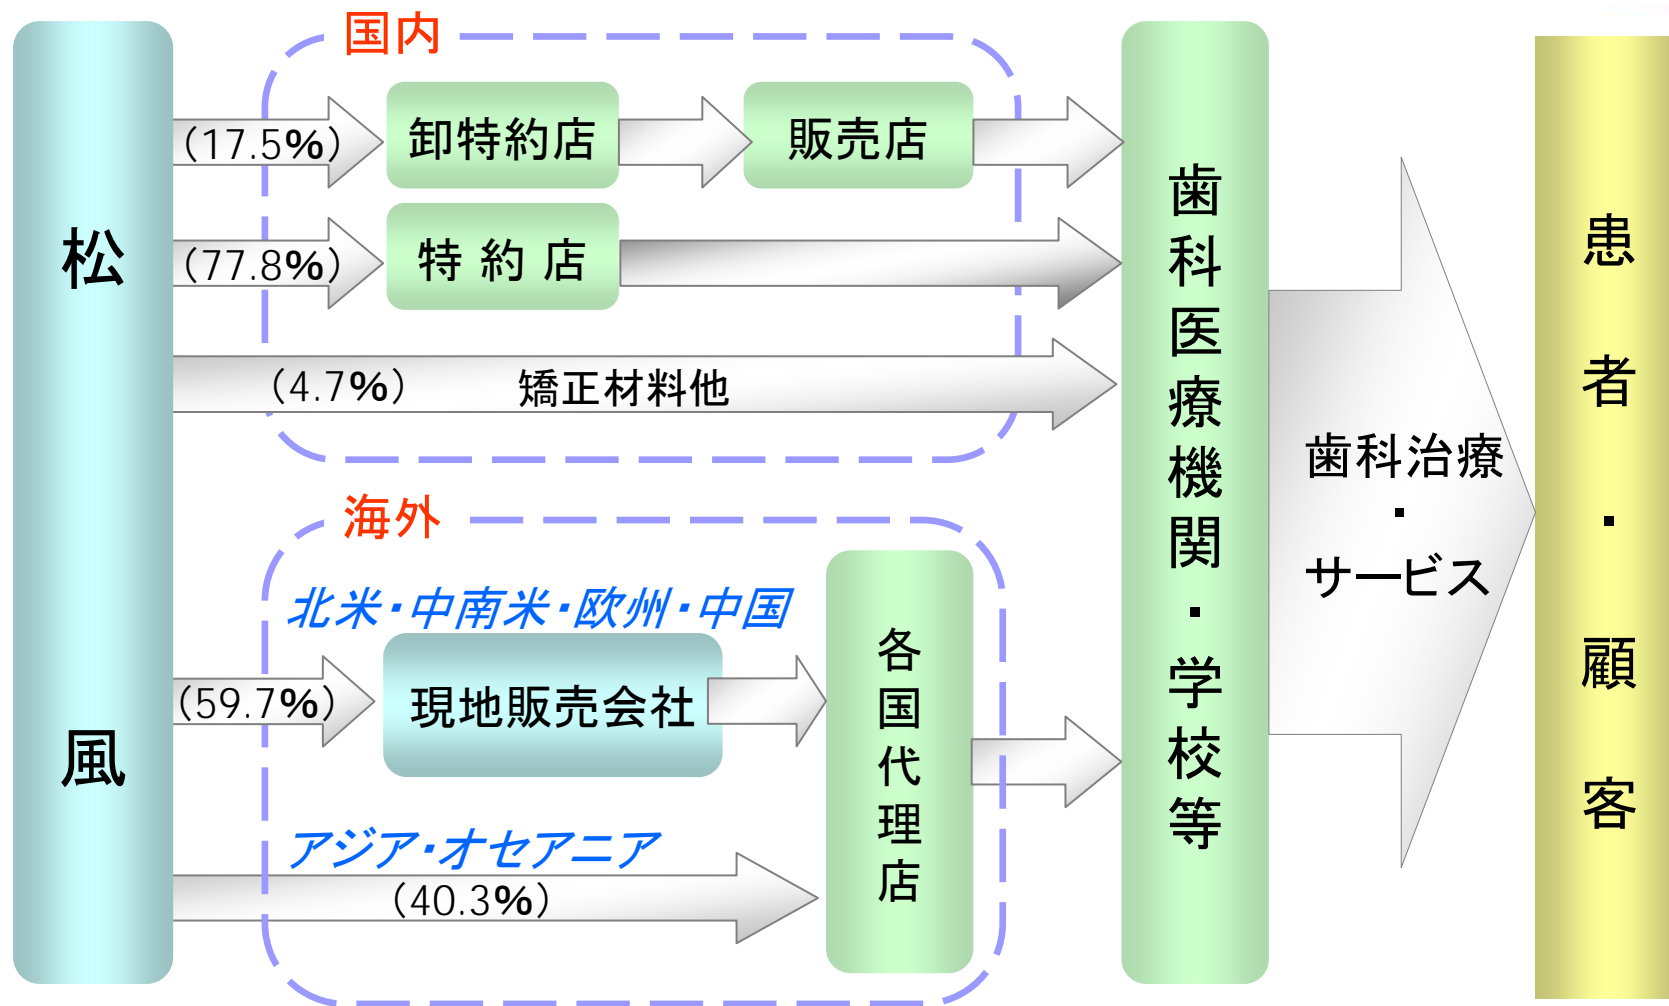 松風
国内
(17.5%)
卸特約店
販売店
(77.8%)
特約店
(4.7%)
矯正材料他
海外
北米・中南米・欧州・中国
(59.7%)
現地販売会社
アジア・オセアニア
(40.3%)
各国代理店
歯科医療機関・学校等
歯科治療
・
サービス
患者・顧客